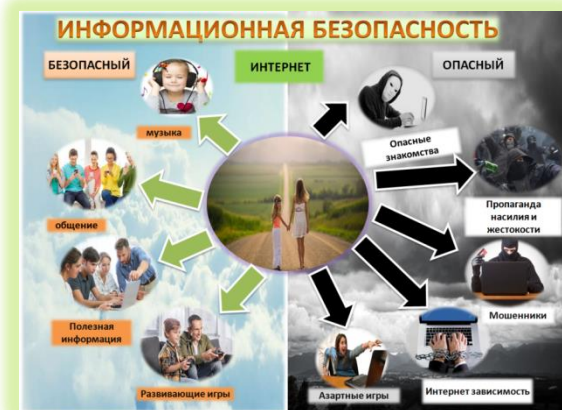 ИНФОРМАЦИОННАЯ БЕЗОПАСНОСТЬ
БЕЗОПАСНЫЙ
ИНТЕРНЕТ
ОПАСНЫЙ
музыка
общение
Полезная
информация
Развивающие игры
Опасные
знакомства
Пропаганда
насилия и
жестокости
Мошенники
Интернет зависимость
Азартные игры